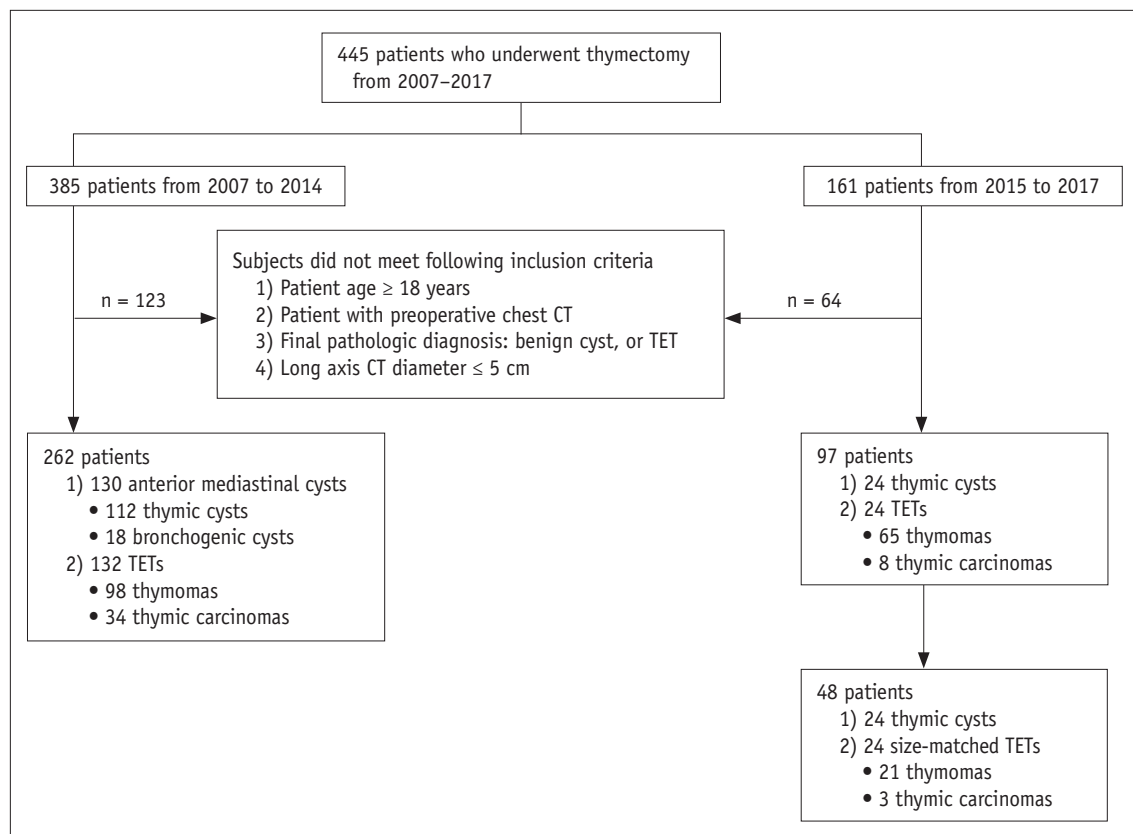 445 patients who underwent thymectomy
from 2007–2017
385 patients from 2007 to 2014
161 patients from 2015 to 2017
Subjects did not meet following inclusion criteria
1) Patient age ≥ 18 years
2) Patient with preoperative chest CT
3) Final pathologic diagnosis: benign cyst, or TET
4) Long axis CT diameter ≤ 5 cm
n = 123
n = 64
262 patients
1) 130 anterior mediastinal cysts
• 112 thymic cysts
• 18 bronchogenic cysts
2) 132 TETs
• 98 thymomas
• 34 thymic carcinomas
97 patients
1) 24 thymic cysts
2) 24 TETs
• 65 thymomas
• 8 thymic carcinomas
48 patients
1) 24 thymic cysts
2) 24 size-matched TETs
• 21 thymomas
• 3 thymic carcinomas